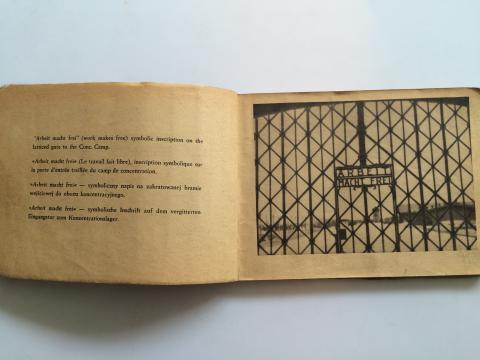 "Arbeit macht frei" (work makes free) symbolic inscription on the
latticed gate to the Conc. Camp.
«Arbeit macht frei» (Le travail fait libre), inscription symbolique su-
la porte d'entrée traillée du camp de concentration.
«Arbeit macht frei» — symboliczny napis na zakratowanej bramie
wejściowej do obozu koncentracyjnego.
«Arbeit macht frei» — symbolische Inschrift auf dem vergitterten
Eingangstor zum Konzentrationslager.
ARBEIT
MACHT FREI